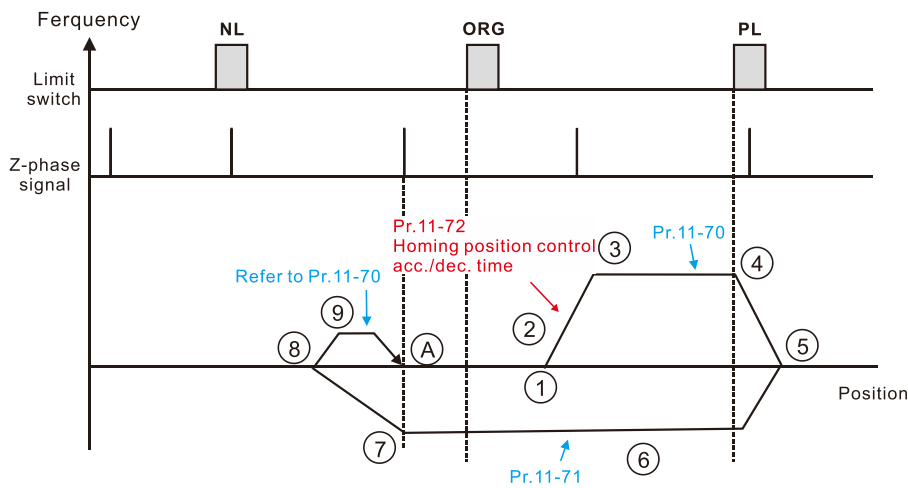 Ferquency
NL
ORG
PL
Limit
switch
Z-phase
signal
Pr.11-72
Homing position control
acc./dec. time
3
Pr.11-70
4
Refer to Pr.11-70
9
2
8
A
5
1
Position
7
6
Pr.11-71